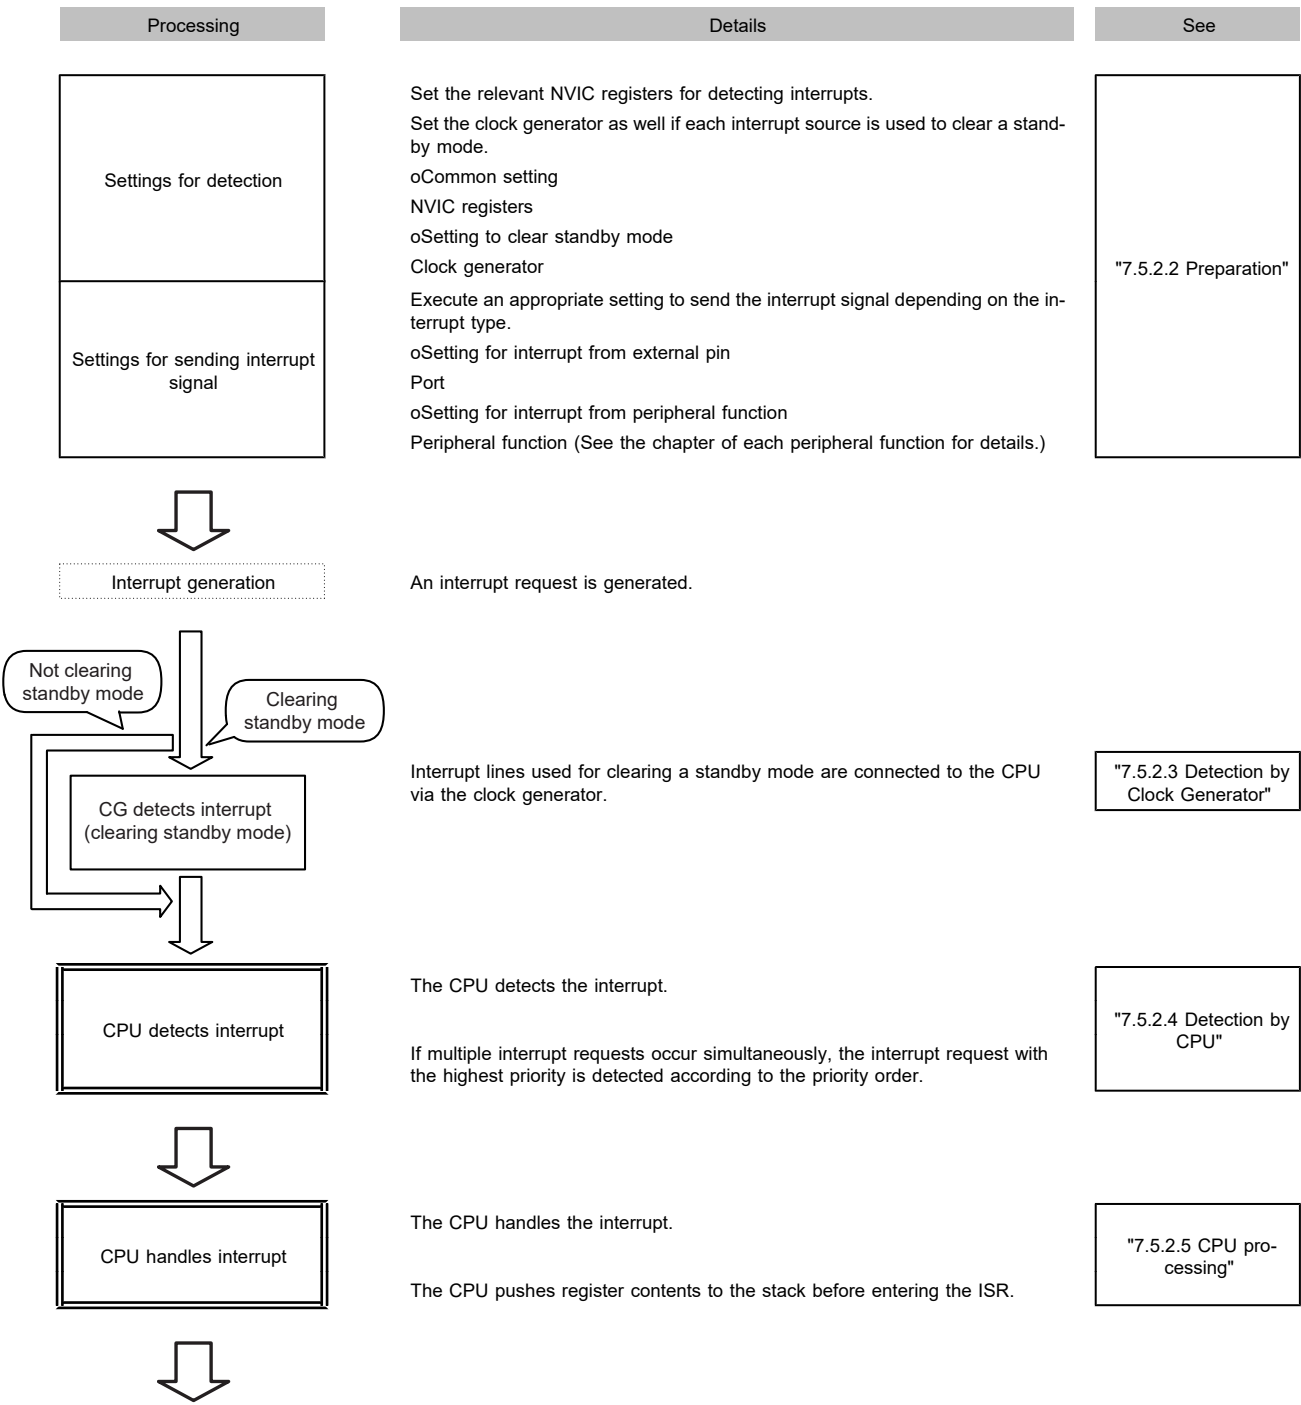 Processing
Details
See
Settings for detection
Set the relevant NVIC registers for detecting interrupts.
Set the clock generator as well if each interrupt source is used to clear a stand-
by mode.
oCommon setting
NVIC registers
oSetting to clear standby mode
Clock generator
"7.5.2.2 Preparation"
Settings for sending interrupt
signal
Execute an appropriate setting to send the interrupt signal depending on the in-
terrupt type.
oSetting for interrupt from external pin
Port
oSetting for interrupt from peripheral function
Peripheral function (See the chapter of each peripheral function for details.)
Interrupt generation
An interrupt request is generated.
Not clearing
standby mode
Clearing
standby mode
CG detects interrupt
(clearing standby mode)
Interrupt lines used for clearing a standby mode are connected to the CPU
via the clock generator.
"7.5.2.3 Detection by
Clock Generator"
CPU detects interrupt
The CPU detects the interrupt.
If multiple interrupt requests occur simultaneously, the interrupt request with
the highest priority is detected according to the priority order.
"7.5.2.4 Detection by
CPU"
CPU handles interrupt
The CPU handles the interrupt.
The CPU pushes register contents to the stack before entering the ISR.
"7.5.2.5 CPU pro-
cessing"